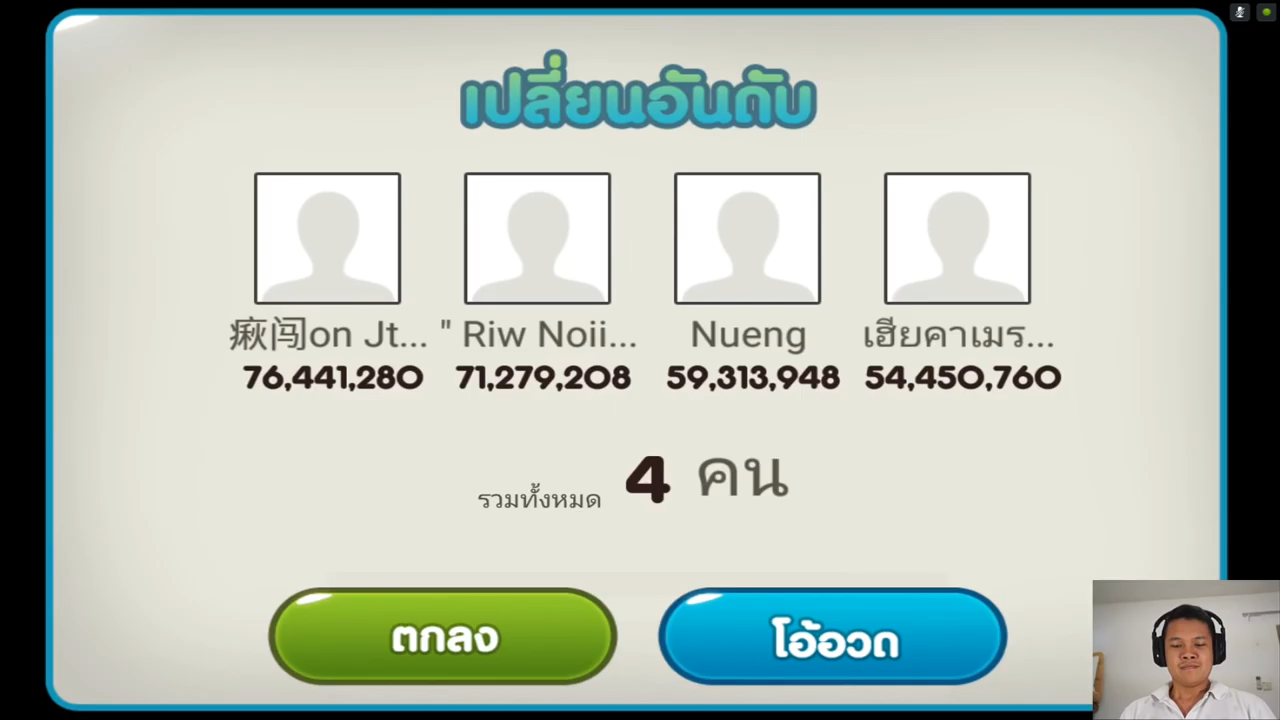 เปลี่ยนอันดับ
瘷闯on Jt... " Riw Noii... Nueng เฮียคาเมร...
76,441,280 71,279,208 59,313,948 54,450,760
รวมทั้งหมด 4 คน
ตกลง โอ้อวด